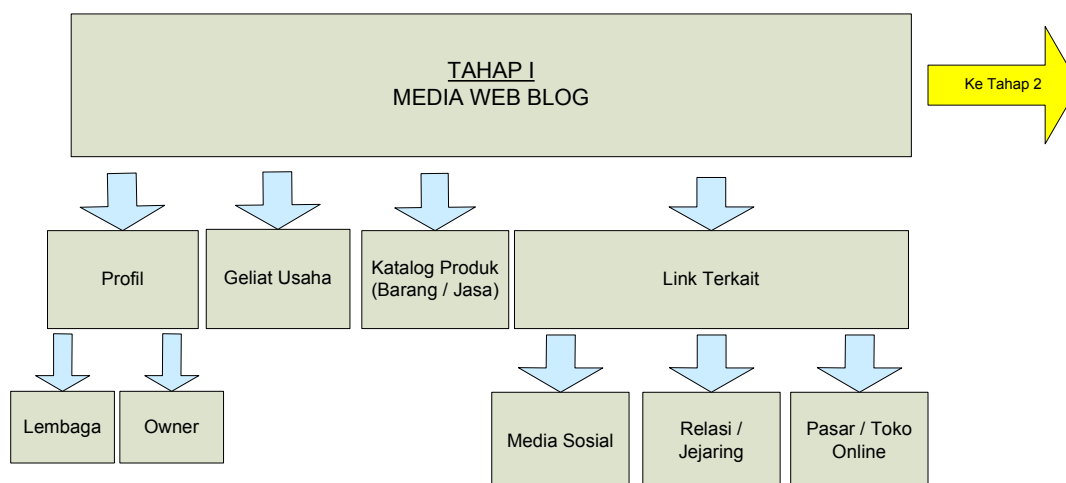 TAHAP I
MEDIA WEB BLOG
Ke Tahap 2
Profil
Geliat Usaha
Katalog Produk
(Barang / Jasa)
Link Terkait
Lembaga
Owner
Media Sosial
Relasi /
Jejaring
Pasar / Toko
Online